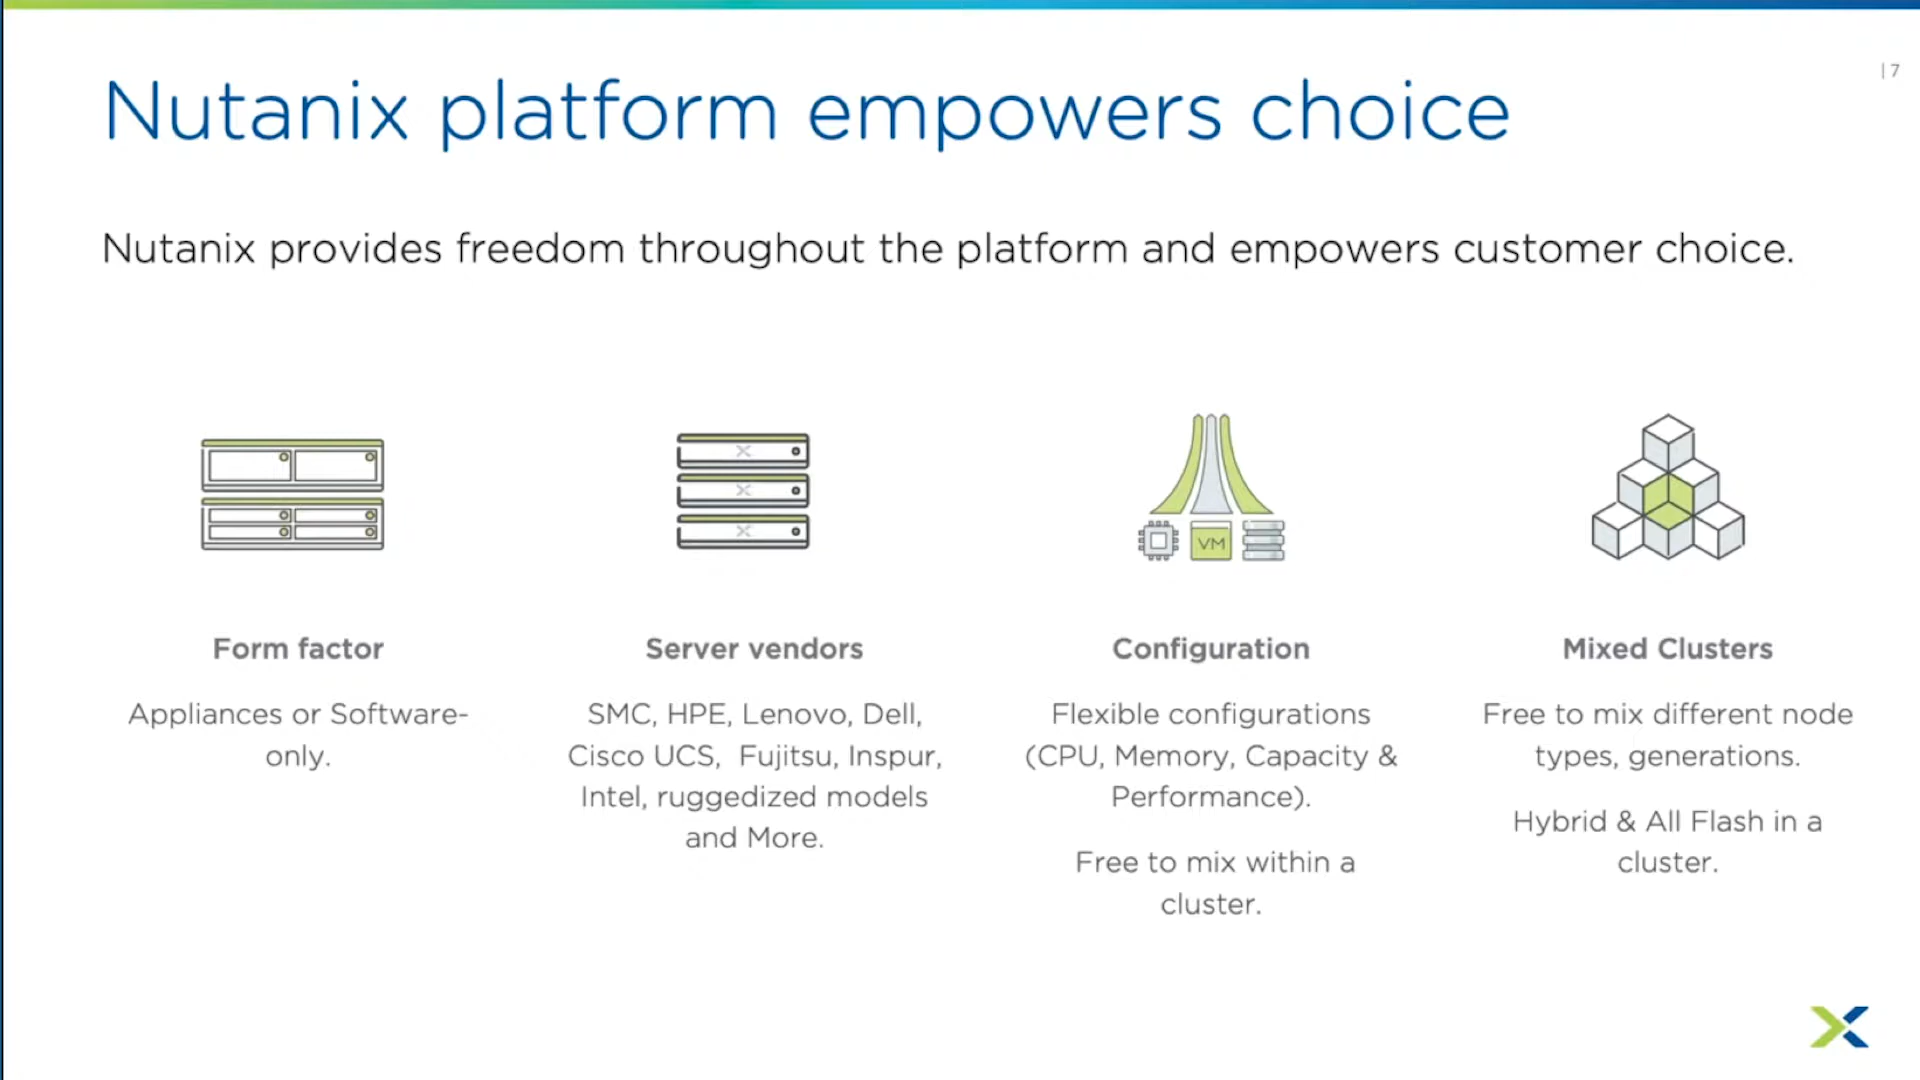 | 7
Nutanix platform empowers choice
Nutanix provides freedom throughout the platform and empowers customer choice.
VM
Form factor
Appliances or Software-
only.
Server vendors
SMC, HPE, Lenovo, Dell,
Cisco UCS,  Fujitsu, Inspur,
Intel, ruggedized models
and More.
Configuration
Flexible configurations
(CPU, Memory, Capacity &
Performance).
Free to mix within a
cluster.
Mixed Clusters
Free to mix different node
types, generations.
Hybrid & All Flash in a
cluster.